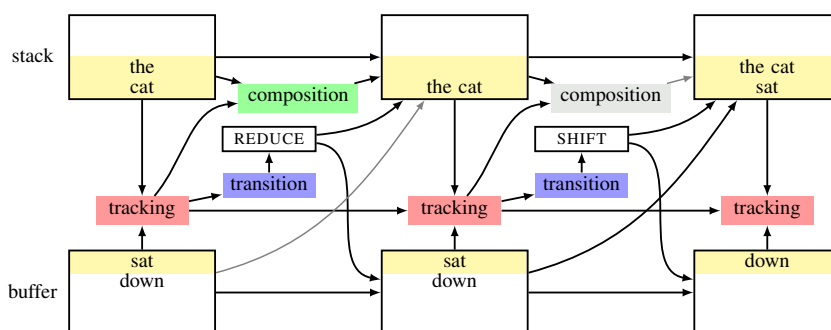 stack
the
cat
the cat
the cat
sat
composition
composition
REDUCE
SHIFT
transition
transition
tracking
tracking
tracking
buffer
sat
down
sat
down
down